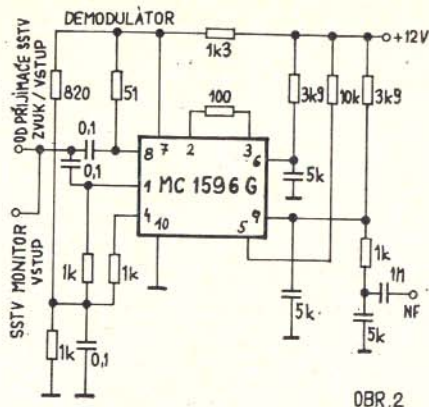 DEMODULÁTOR
+12V
1k3
820
51
100
3k9
10k
3k9
OD PŘIJÍMAČE SSTV
ZVUK / VSTUP
0,1
0,1
8
7
2
3
6
1
MC 1596 G
4
10
9
5
5k
SSTV MONITOR
VSTUP
1k
1k
1k
0,1
5k
1k
1M
NF
5k
OBR.2